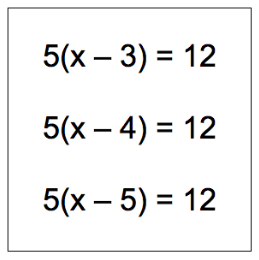 5(x – 3) = 12
5(x – 4) = 12
5(x – 5) = 12